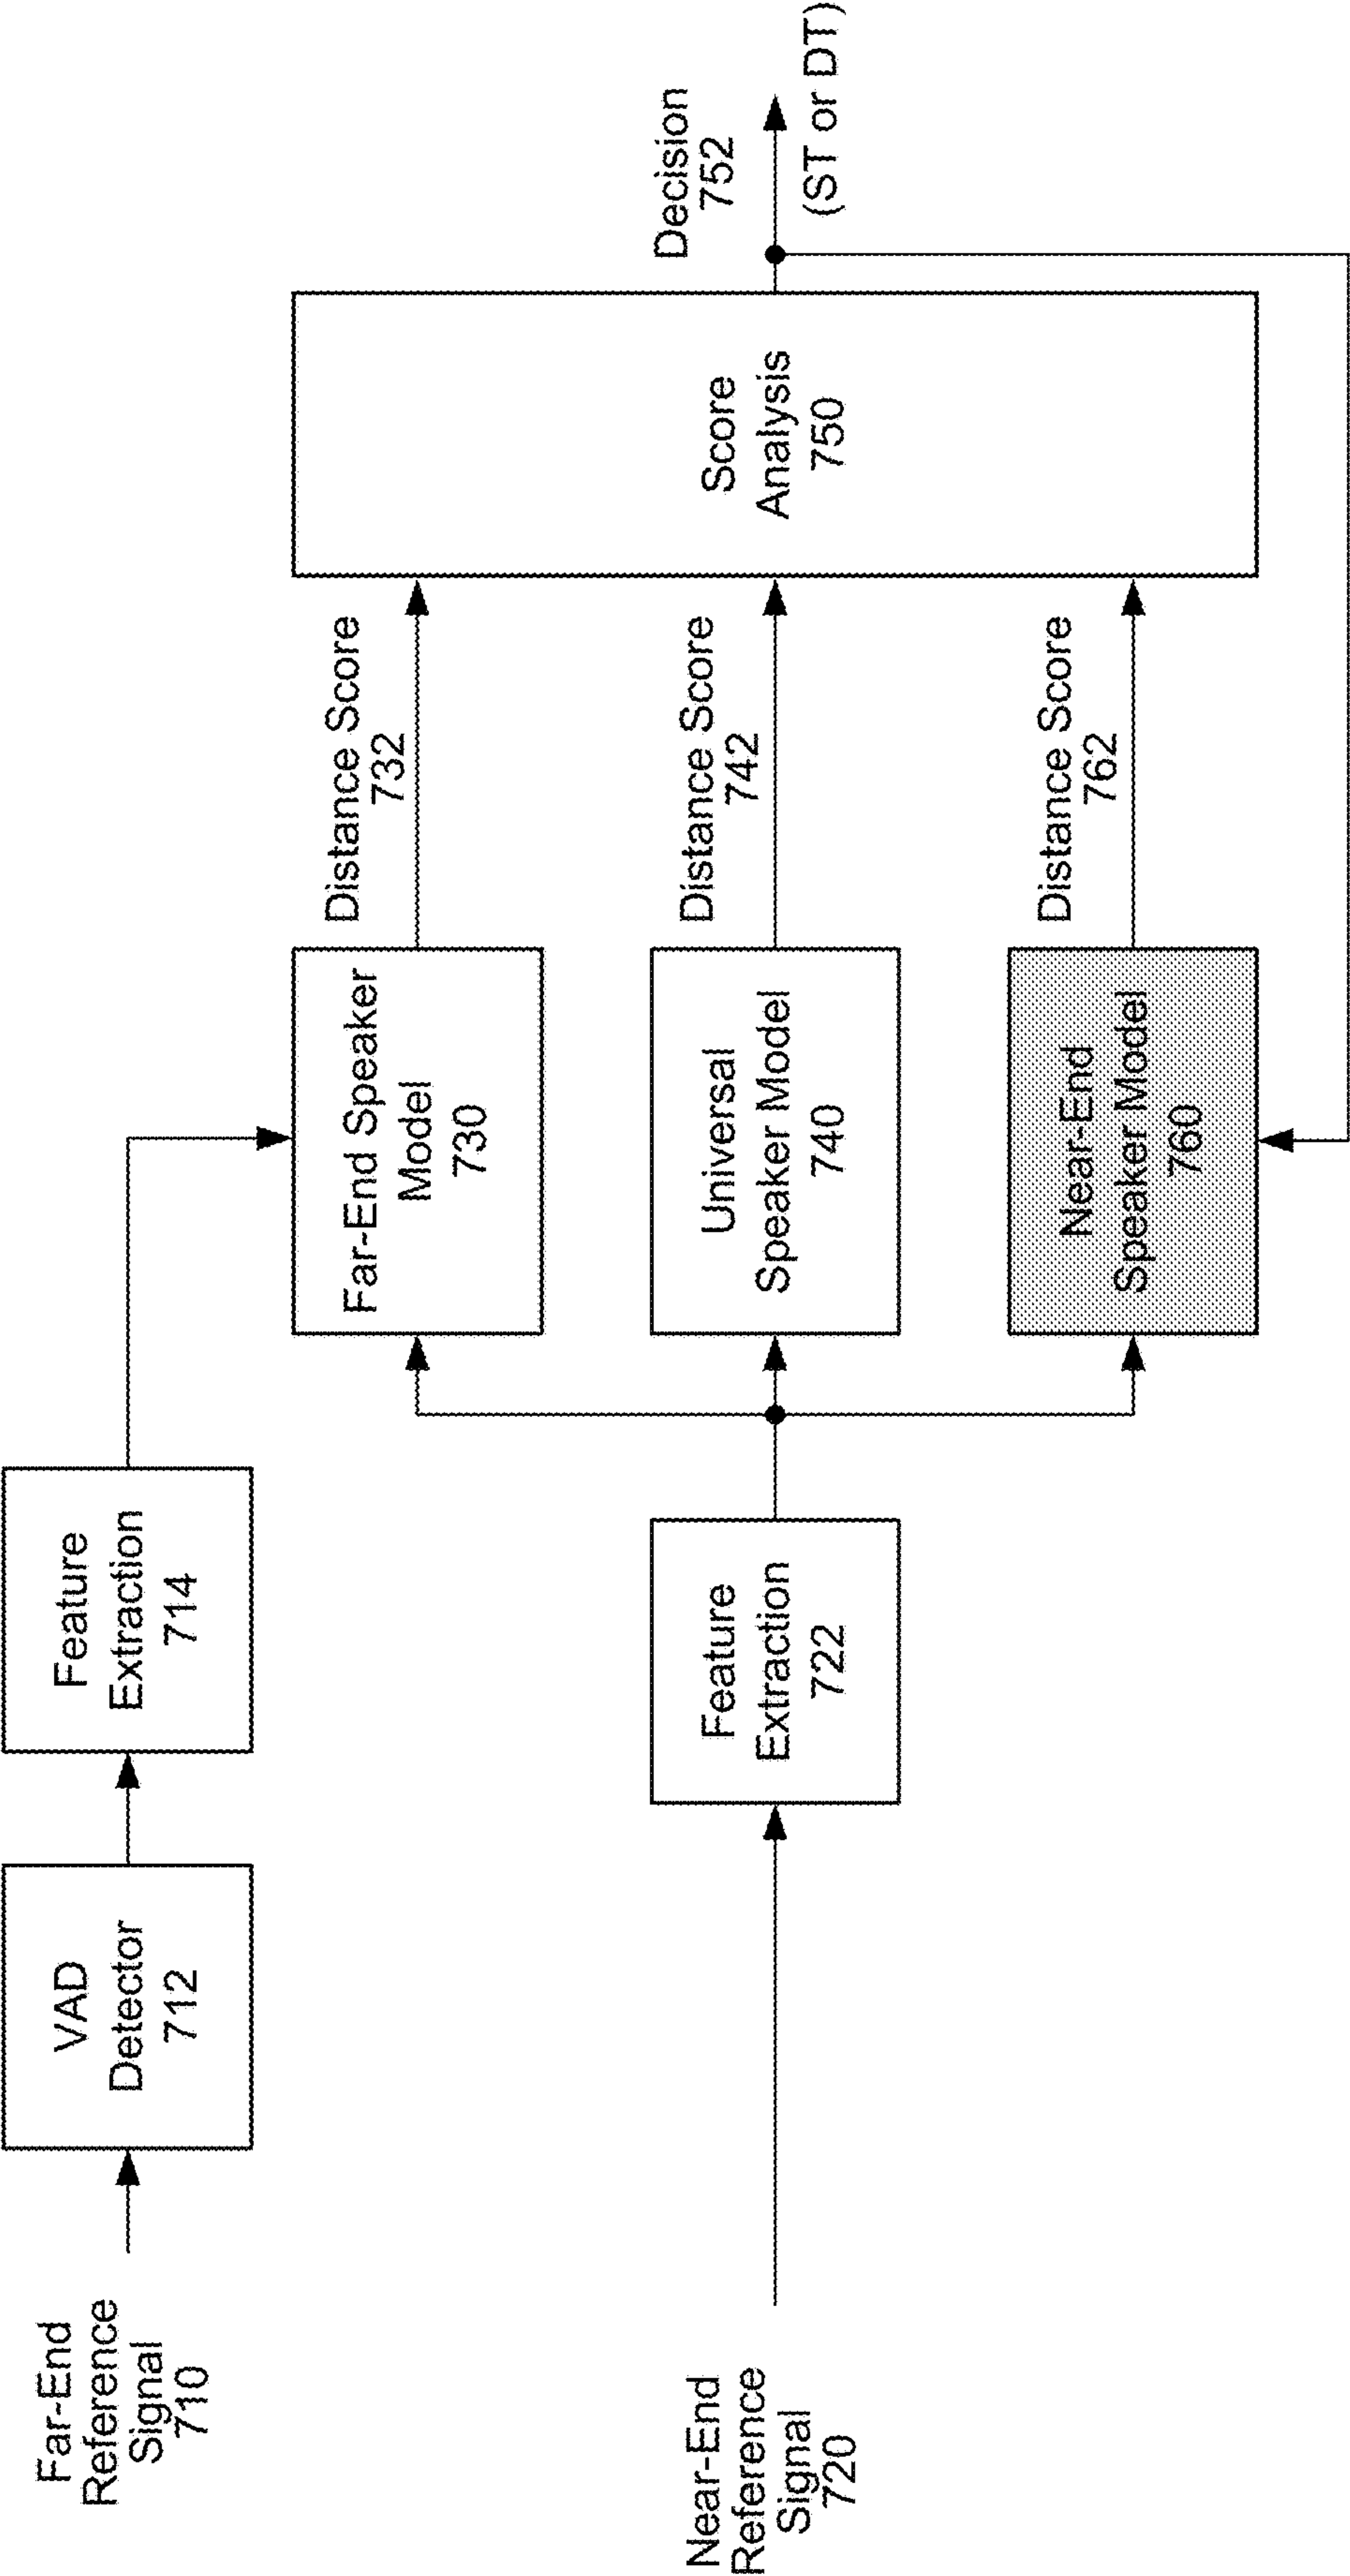 Far-End
Reference
Signal
710
VAD
Detector
712
Feature
Extraction
714
Near-End
Reference
Signal
720
Feature
Extraction
722
Far-End Speaker
Model
730
Universal
Speaker Model
740
Near-End
Speaker Model
760
Distance Score
732
Distance Score
742
Distance Score
762
Score
Analysis
750
Decision
752
(ST or DT)